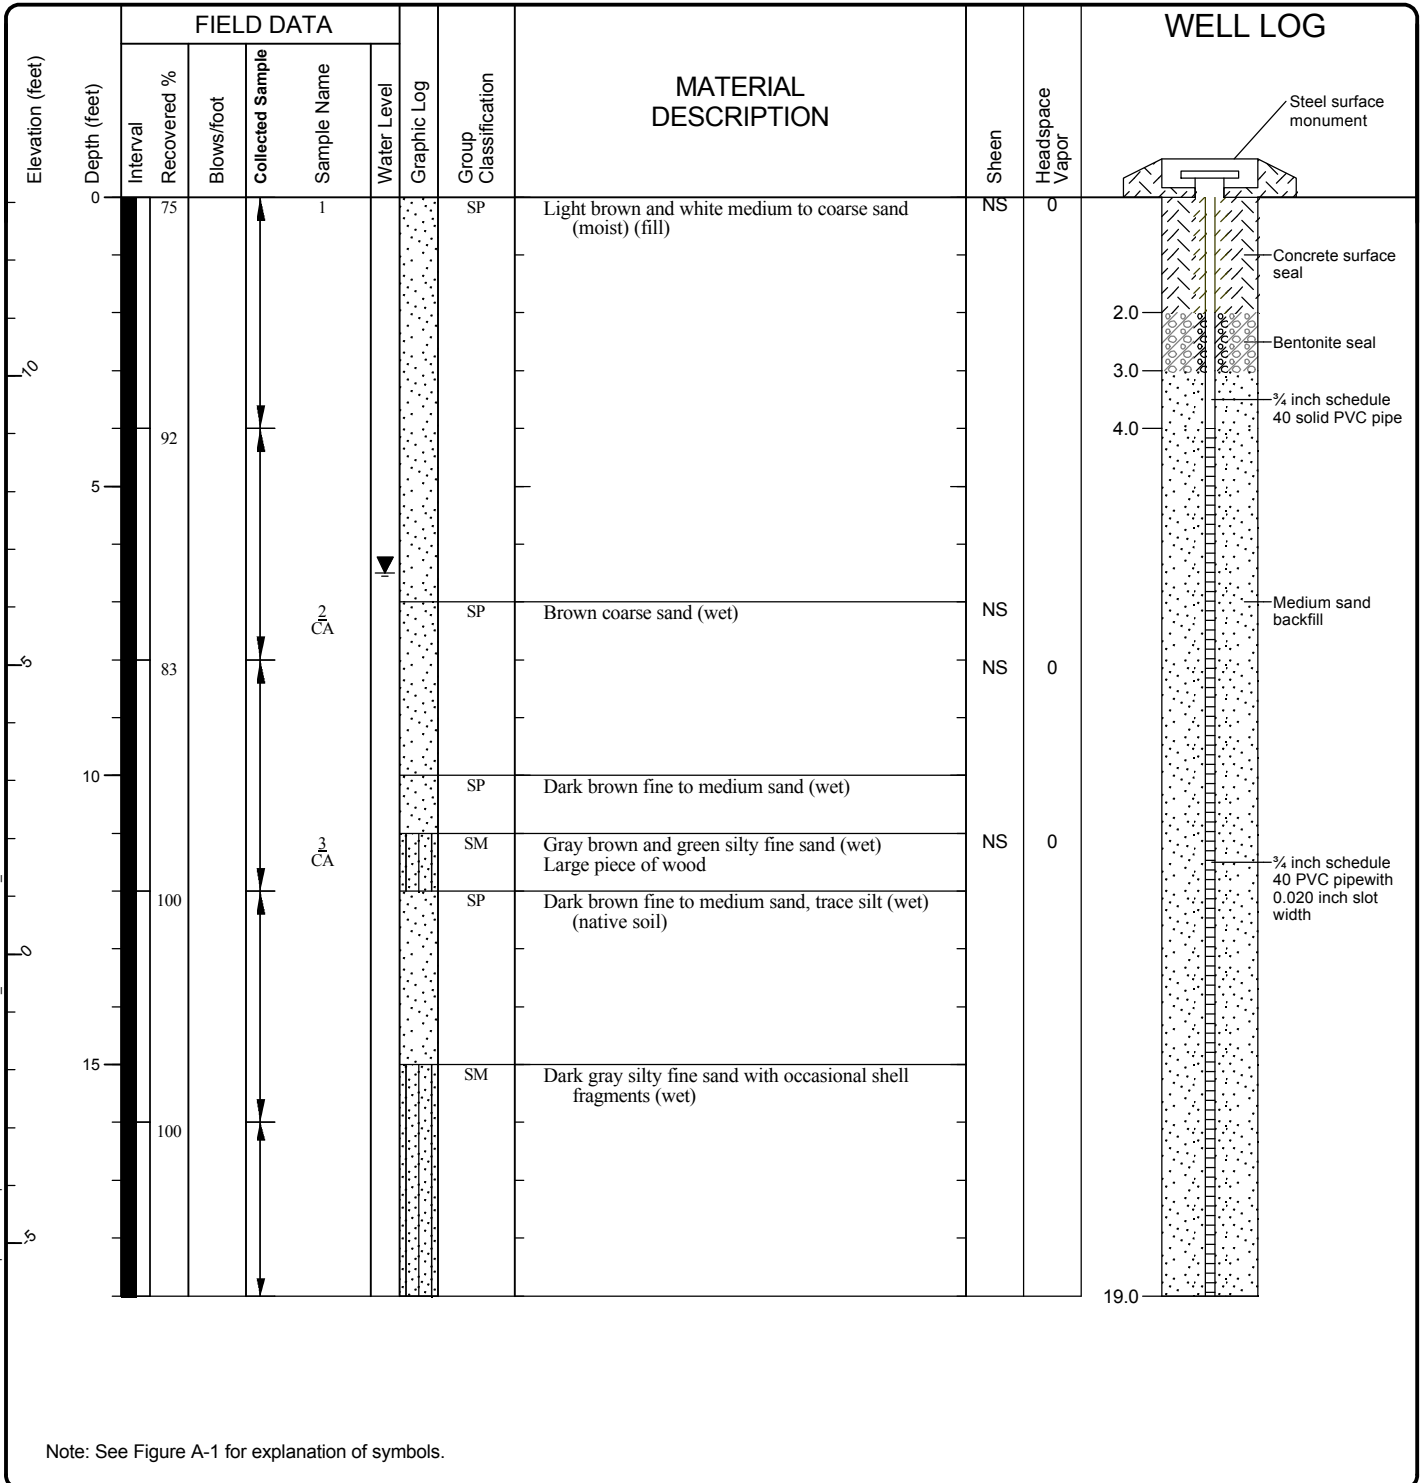 FIELD DATA
WELL LOG
Elevation (feet)
Depth (feet)
Interval
Recovered %
Blows/foot
Collected Sample
Sample Name
Water Level
Graphic Log
Group
Classification
MATERIAL
DESCRIPTION
Sheen
Headspace
Vapor
Steel surface
monument
0
75
1
SP
Light brown and white medium to coarse sand
(moist) (fill)
NS
0
Concrete surface
seal
2.0
Bentonite seal
10
3.0
¾ inch schedule
40 solid PVC pipe
92
4.0
5
2
CA
SP
Brown coarse sand (wet)
NS
Medium sand
backfill
5
83
NS
0
10
SP
Dark brown fine to medium sand (wet)
3
CA
SM
Gray brown and green silty fine sand (wet)
Large piece of wood
NS
0
¾ inch schedule
40 PVC pipewith
0.020 inch slot
width
100
SP
Dark brown fine to medium sand, trace silt (wet)
(native soil)
0
15
SM
Dark gray silty fine sand with occasional shell
fragments (wet)
100
-5
19.0
Note: See Figure A-1 for explanation of symbols.